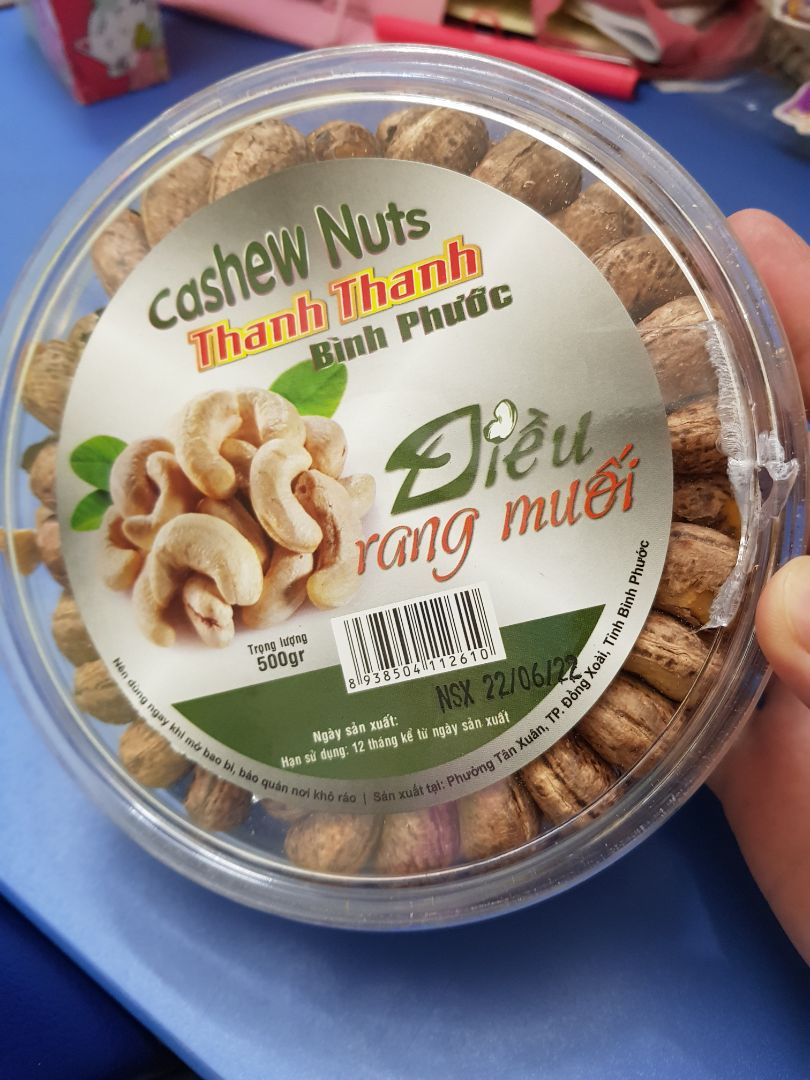 Cashew Nuts
Thanh Thanh
Bình Phước
Điều
rang muối
Trọng lượng
500gr
8 938504 112610
NSX 22/06/22
Ngày sản xuất:
Hạn sử dụng: 12 tháng kể từ ngày sản xuất
Nên dùng ngay khi mở bao bì, bảo quản nơi khô ráo | Sản xuất tại: Phường Tân Xuân, TP. Đồng Xoài, Tỉnh Bình Phước